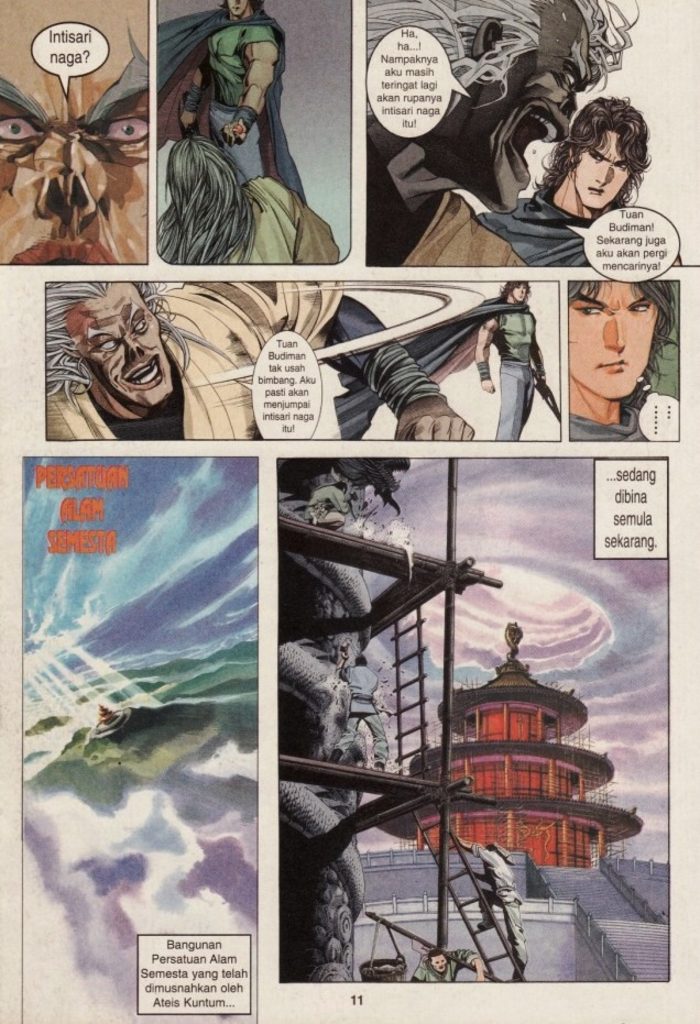 Intisari
naga?
Ha,
ha...!
Nampaknya
aku masih
teringat lagi
akan rupanya
intisari naga
itu!
Tuan
Budiman!
Sekarang juga
aku akan pergi
mencarinya!
Tuan
Budiman
tak usah
bimbang. Aku
pasti akan
menjumpai
intisari naga
itu!
PERSATUAN
ALAM
SEMESTA
Bangunan
Persatuan Alam
Semesta yang telah
dimusnahkan oleh
Ateis Kuntum...
...sedang
dibina
semula
sekarang.
11